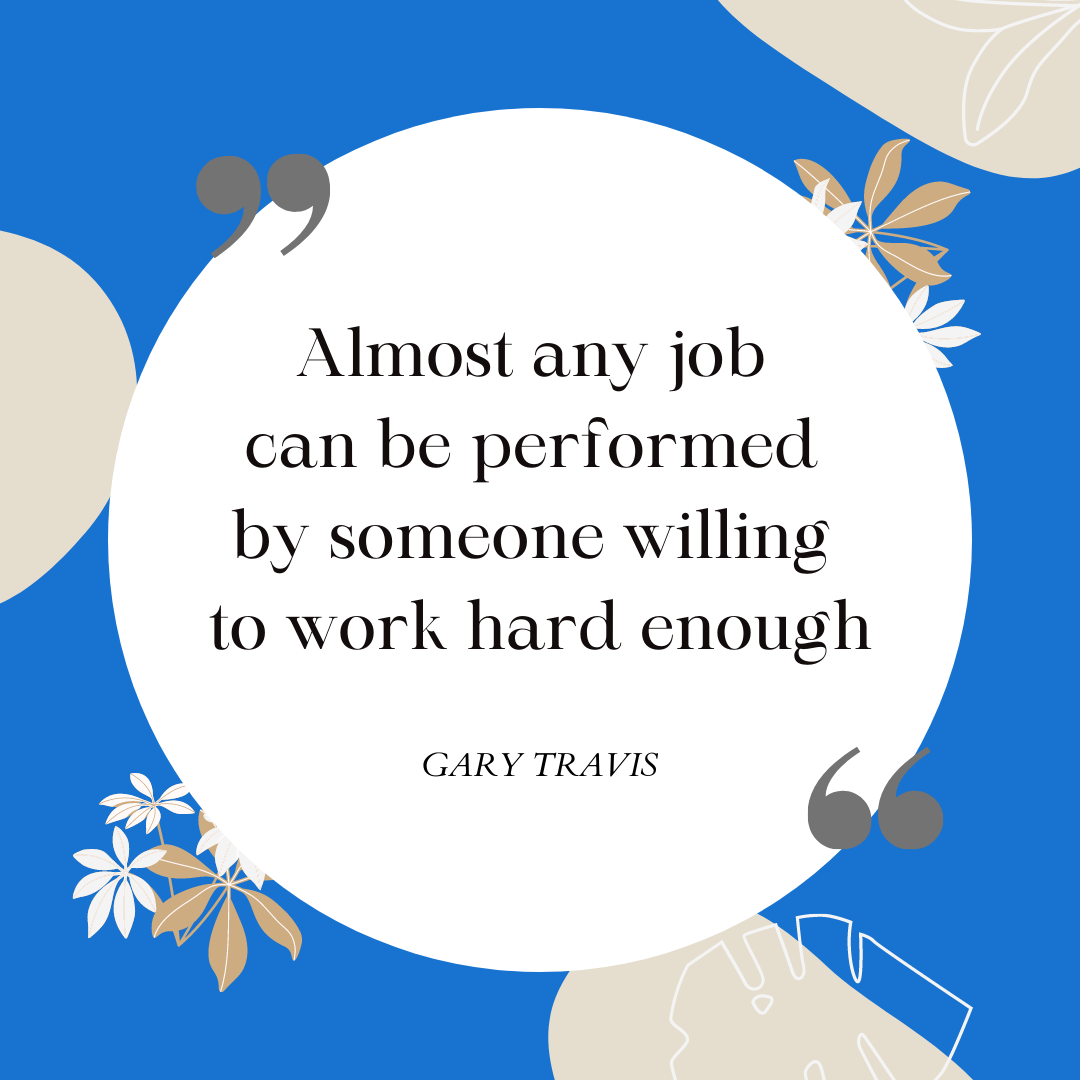 Almost any job
can be performed
by someone willing
to work hard enough
GARY TRAVIS